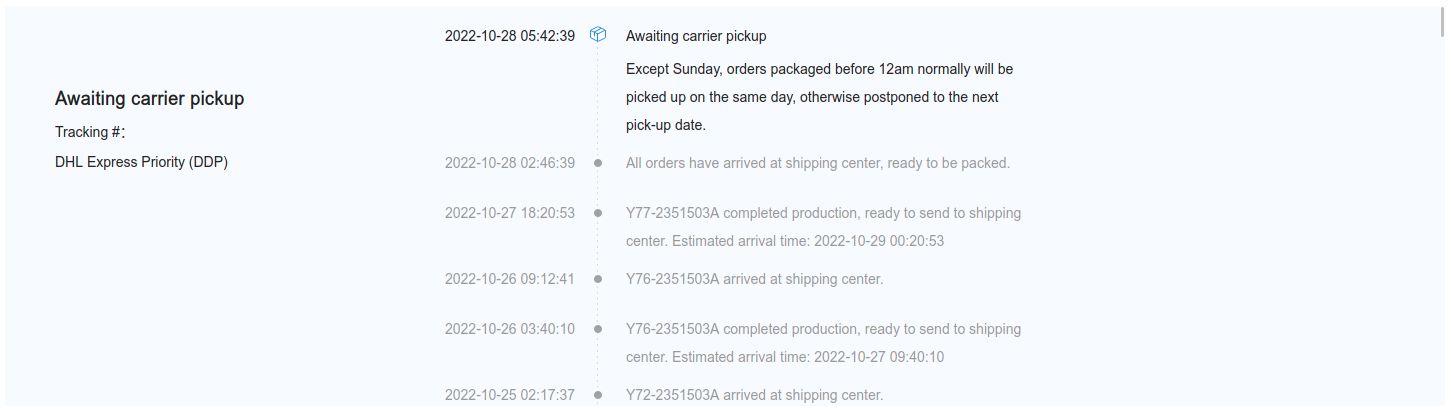 Awaiting carrier pickup
Tracking #:
DHL Express Priority (DDP)
2022-10-28 05:42:39 Awaiting carrier pickup
Except Sunday, orders packaged before 12am normally will be
picked up on the same day, otherwise postponed to the next
pick-up date.
2022-10-28 02:46:39 All orders have arrived at shipping center, ready to be packed.
2022-10-27 18:20:53 Y77-2351503A completed production, ready to send to shipping
center. Estimated arrival time: 2022-10-29 00:20:53
2022-10-26 09:12:41 Y76-2351503A arrived at shipping center.
2022-10-26 03:40:10 Y76-2351503A completed production, ready to send to shipping
center. Estimated arrival time: 2022-10-27 09:40:10
2022-10-25 02:17:37 Y72-2351503A arrived at shipping center.